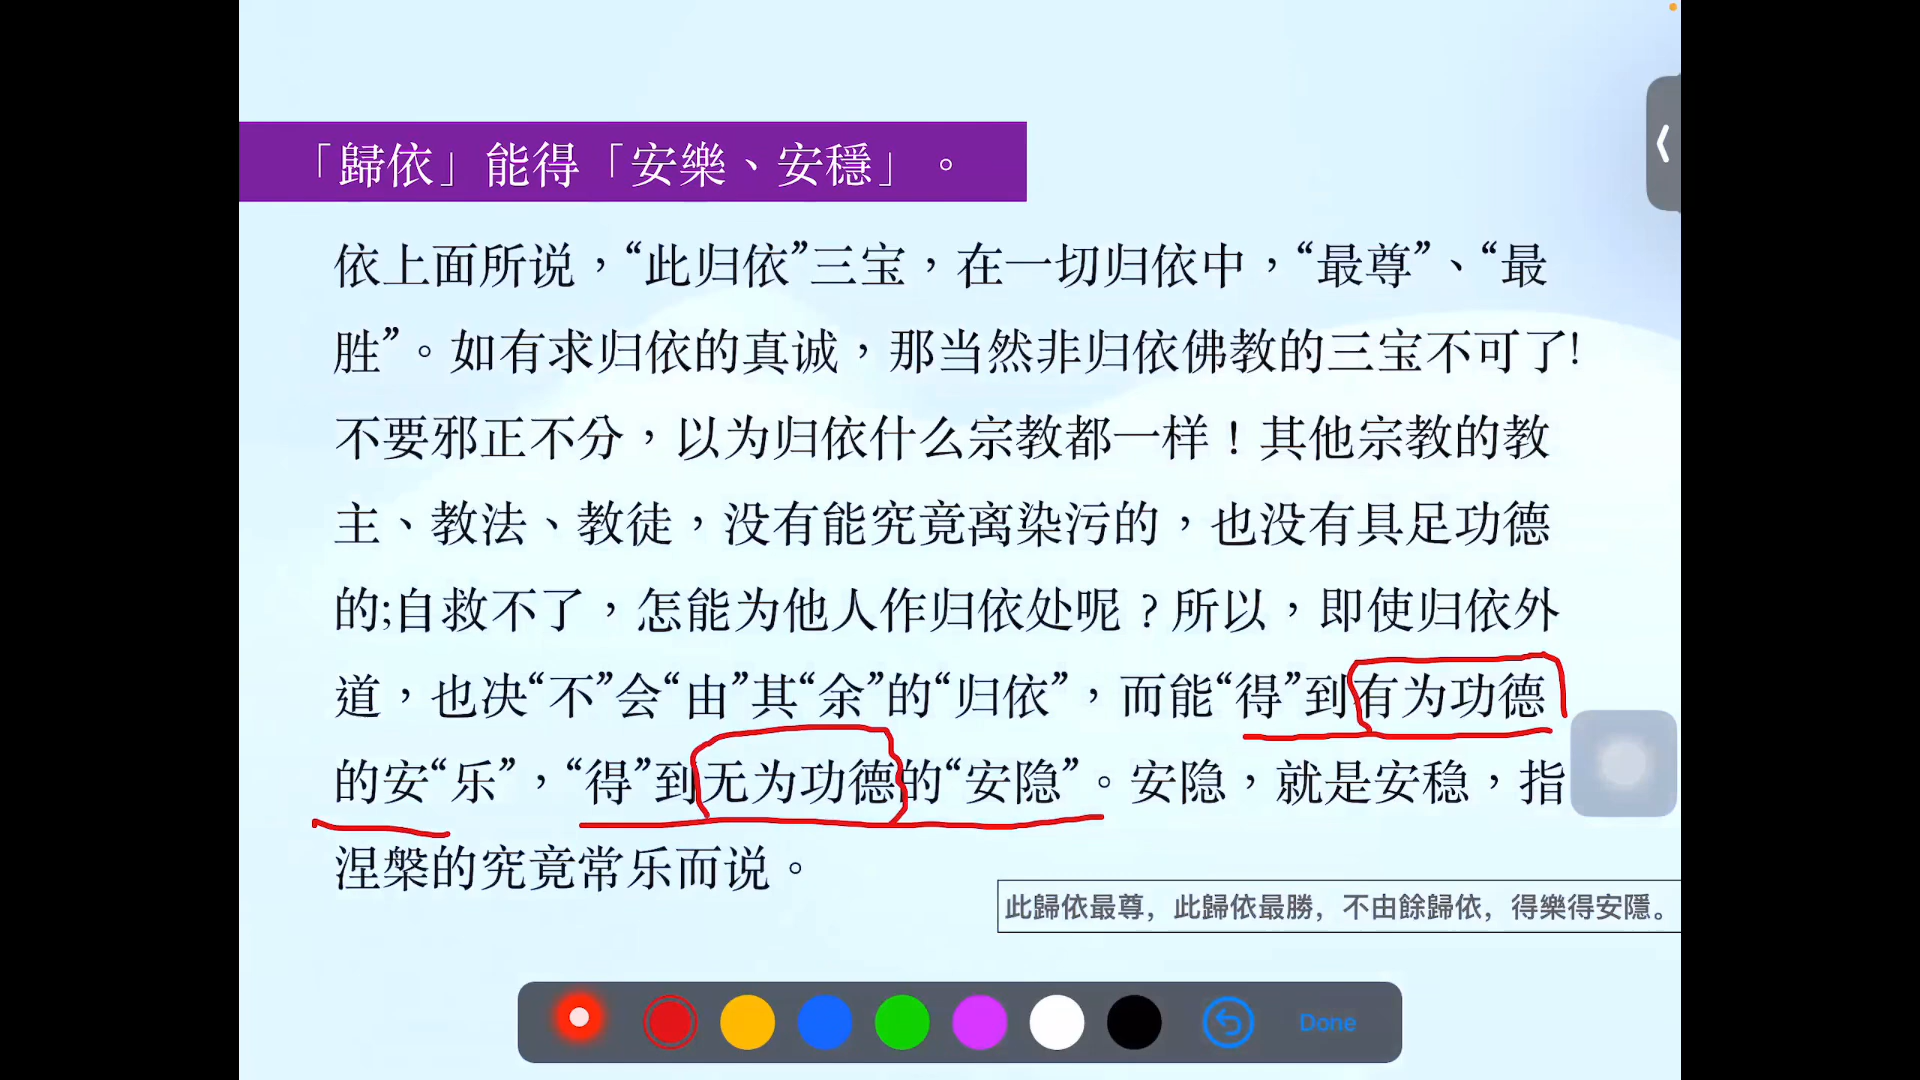 「歸依」能得「安樂、安穩」。
依上面所说，“此归依”三宝，在一切归依中，“最尊”、“最
胜”。如有求归依的真诚，那当然非归依佛教的三宝不可了!
不要邪正不分，以为归依什么宗教都一样！其他宗教的教
主、教法、教徒，没有能究竟离染污的，也没有具足功德
的;自救不了，怎能为他人作归依处呢？所以，即使归依外
道，也决“不”会“由”其“余”的“归依”，而能“得”到有为功德
的安“乐”，“得”到无为功德的“安隐”。安隐，就是安稳，指
涅槃的究竟常乐而说。
此歸依最尊，此歸依最勝，不由餘歸依，得樂得安隱。
Done